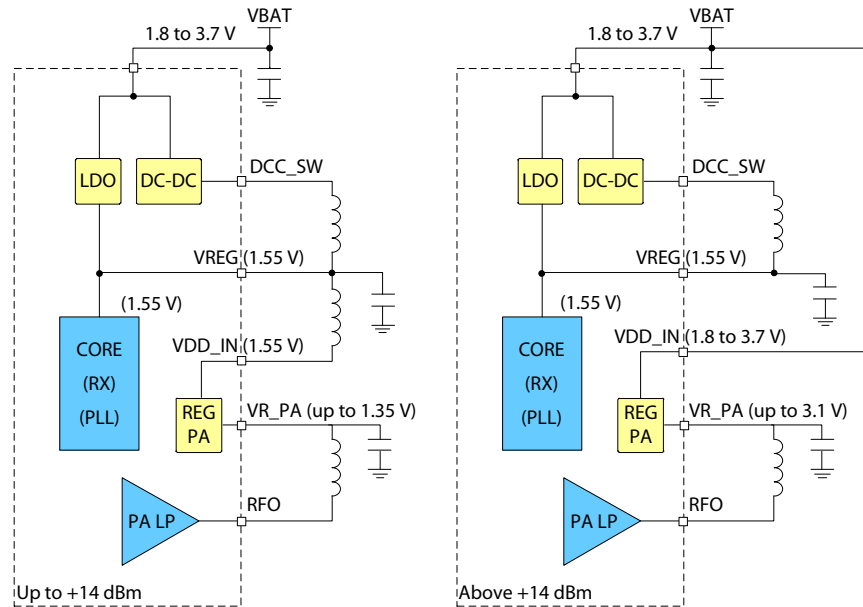 VBAT
1.8 to 3.7 V
LDO
DC-DC
DCC_SW
VREG (1.55 V)
(1.55 V)
CORE
(RX)
(PLL)
VDD_IN (1.55 V)
REG
PA
VR_PA (up to 1.35 V)
PA LP
RFO
Up to +14 dBm
VBAT
1.8 to 3.7 V
LDO
DC-DC
DCC_SW
VREG (1.55 V)
(1.55 V)
CORE
(RX)
(PLL)
VDD_IN (1.8 to 3.7 V)
REG
PA
VR_PA (up to 3.1 V)
PA LP
RFO
Above +14 dBm